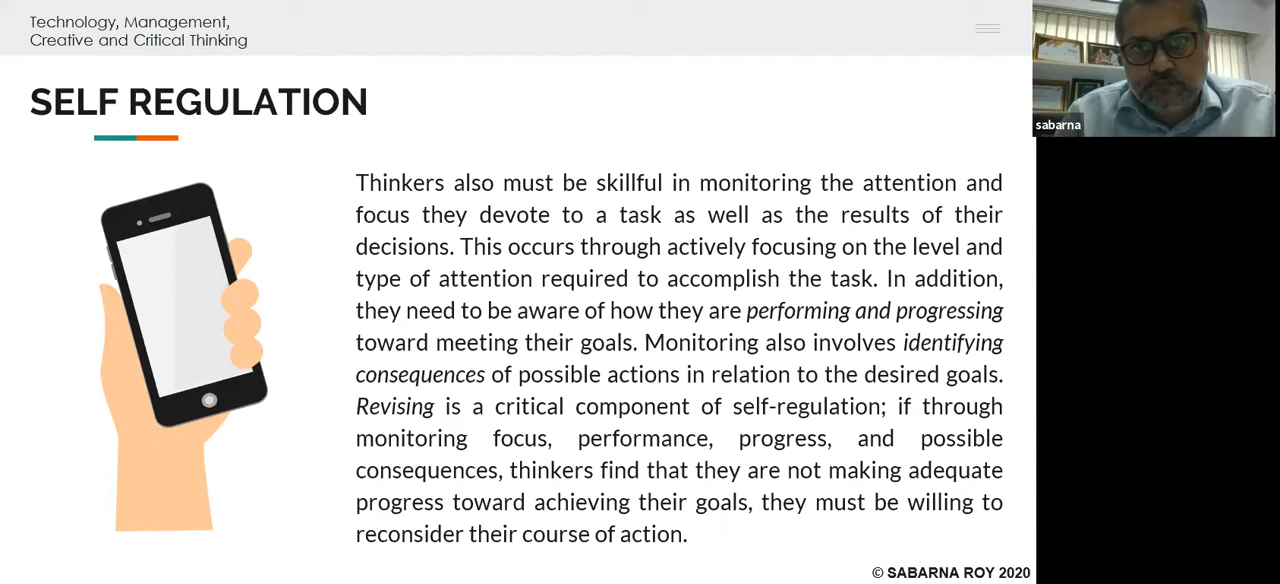 Technology, Management,
Creative and Critical Thinking
SELF REGULATION
Thinkers also must be skillful in monitoring the attention and
focus they devote to a task as well as the results of their
decisions. This occurs through actively focusing on the level and
type of attention required to accomplish the task. In addition,
they need to be aware of how they are performing and progressing
toward meeting their goals. Monitoring also involves identifying
consequences of possible actions in relation to the desired goals.
Revising is a critical component of self-regulation; if through
monitoring focus, performance, progress, and possible
consequences, thinkers find that they are not making adequate
progress toward achieving their goals, they must be willing to
reconsider their course of action.
© SABARNA ROY 2020
sabarna